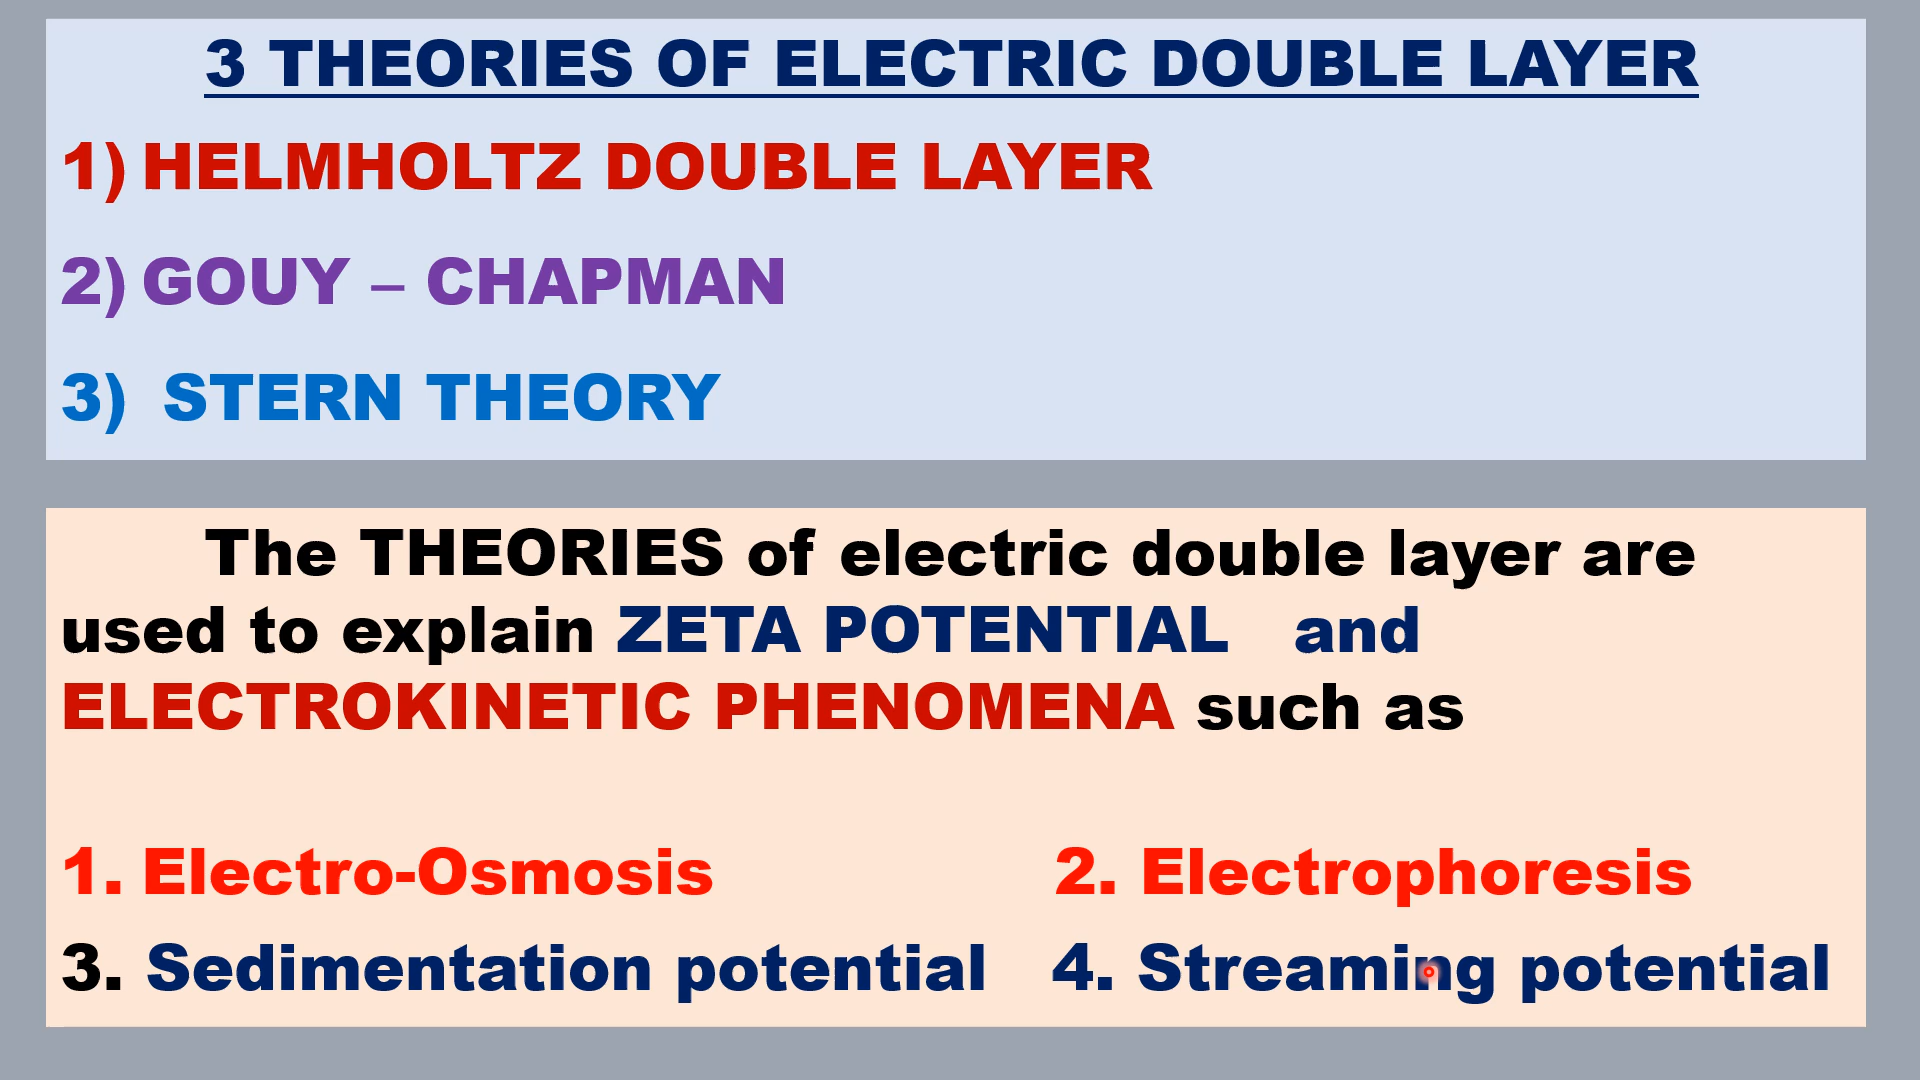 3 THEORIES OF ELECTRIC DOUBLE LAYER
1) HELMHOLTZ DOUBLE LAYER
2) GOUY – CHAPMAN
3) STERN THEORY
The THEORIES of electric double layer are
used to explain ZETA POTENTIAL and
ELECTROKINETIC PHENOMENA such as
1. Electro-Osmosis 2. Electrophoresis
3. Sedimentation potential 4. Streaming potential